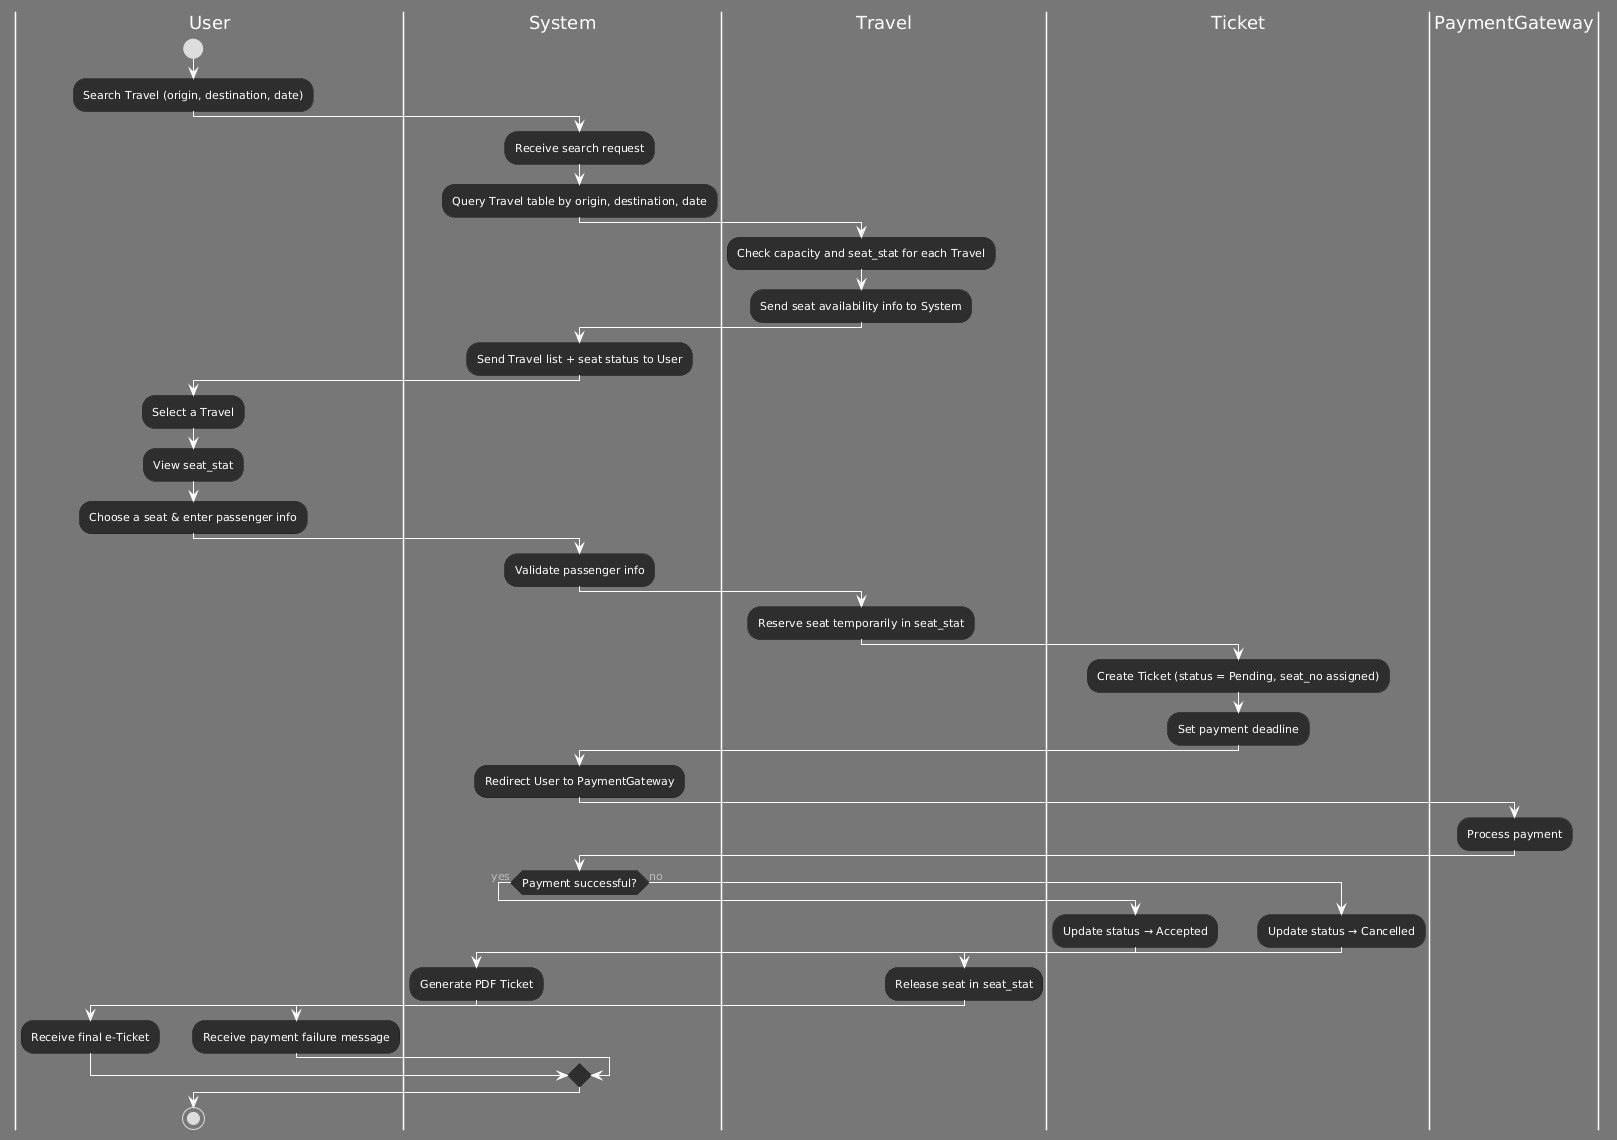 User
System
Travel
Ticket
PaymentGateway
Search Travel (origin, destination, date)
Receive search request
Query Travel table by origin, destination, date
Check capacity and seat_stat for each Travel
Send seat availability info to System
Send Travel list + seat status to User
Select a Travel
View seat_stat
Choose a seat & enter passenger info
Validate passenger info
Reserve seat temporarily in seat_stat
Create Ticket (status = Pending, seat_no assigned)
Set payment deadline
Redirect User to PaymentGateway
Process payment
yes
Payment successful?
no
Update status → Accepted
Update status → Cancelled
Generate PDF Ticket
Release seat in seat_stat
Receive final e-Ticket
Receive payment failure message